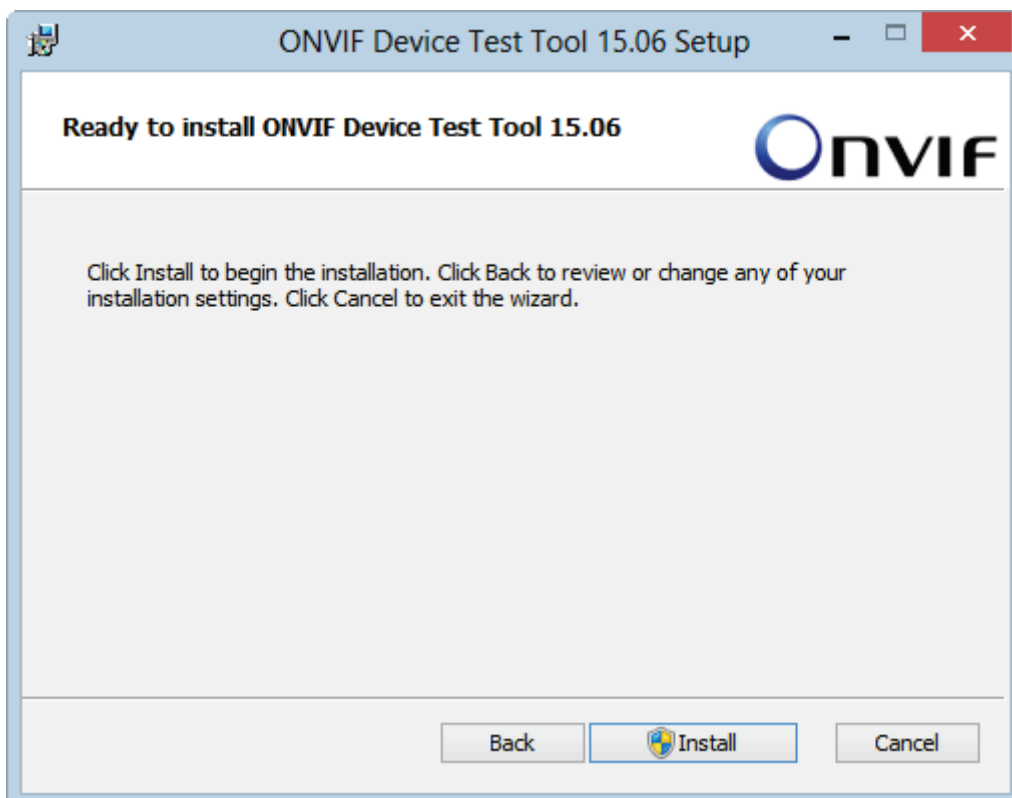 ONVIF Device Test Tool 15.06 Setup
Ready to install ONVIF Device Test Tool 15.06
ONVIF
Click Install to begin the installation. Click Back to review or change any of your
installation settings. Click Cancel to exit the wizard.
Back
Install
Cancel